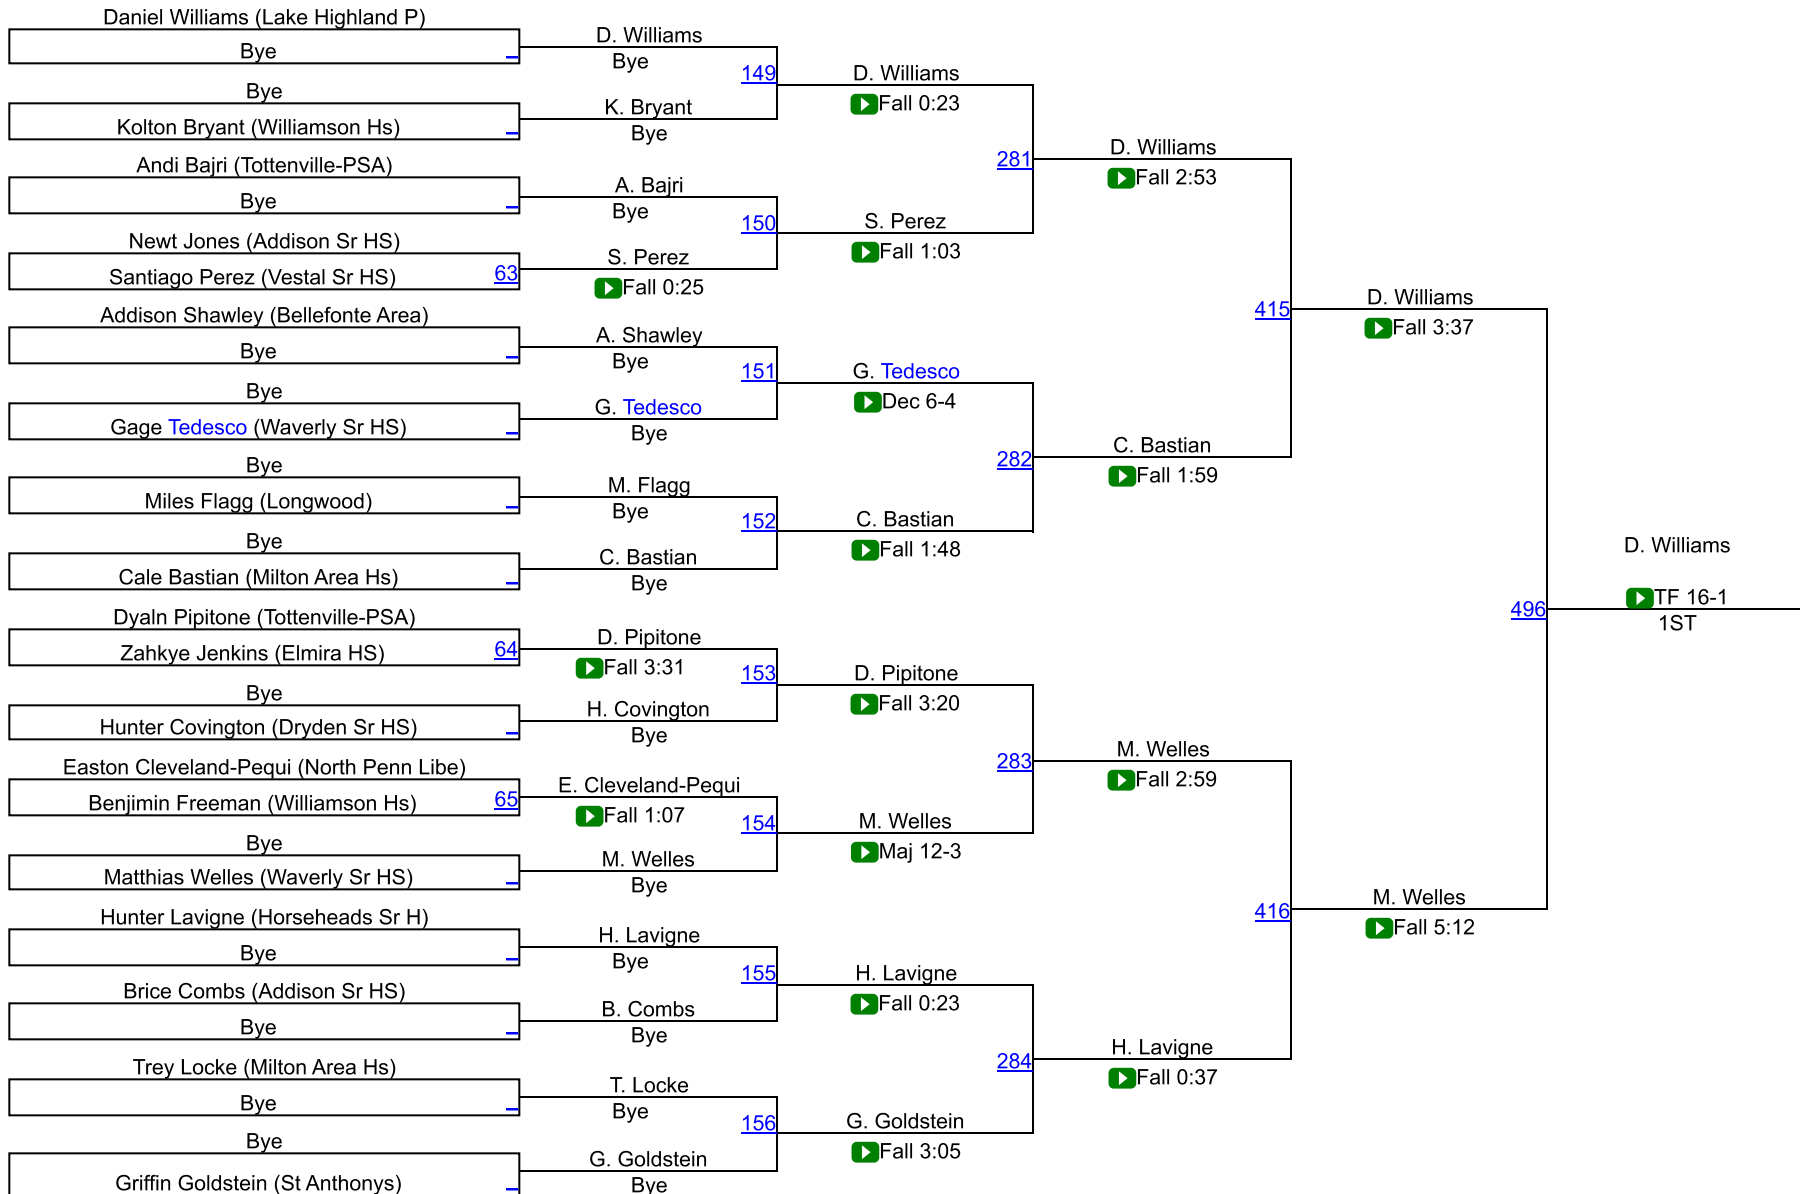 Daniel Williams (Lake Highland P)
Bye
Bye
Kolton Bryant (Williamson Hs)
Andi Bajri (Tottenville-PSA)
Bye
Newt Jones (Addison Sr HS)
Santiago Perez (Vestal Sr HS) 63
Addison Shawley (Bellefonte Area)
Bye
Bye
Gage Tedesco (Waverly Sr HS)
Bye
Miles Flagg (Longwood)
Bye
Cale Bastian (Milton Area Hs)
Dyaln Pipitone (Tottenville-PSA)
Zahkye Jenkins (Elmira HS) 64
Bye
Hunter Covington (Dryden Sr HS)
Easton Cleveland-Pequi (North Penn Libe)
Benjimin Freeman (Williamson Hs) 65
Bye
Matthias Welles (Waverly Sr HS)
Hunter Lavigne (Horseheads Sr H)
Bye
Brice Combs (Addison Sr HS)
Bye
Trey Locke (Milton Area Hs)
Bye
Bye
Griffin Goldstein (St Anthonys)
D. Williams
Bye
149
K. Bryant
Bye
A. Bajri
Bye
150
S. Perez
Fall 0:25
A. Shawley
Bye
151
G. Tedesco
Bye
M. Flagg
Bye
152
C. Bastian
Bye
D. Pipitone
Fall 3:31
153
H. Covington
Bye
E. Cleveland-Pequi
Fall 1:07
154
M. Welles
Bye
H. Lavigne
Bye
155
B. Combs
Bye
T. Locke
Bye
156
G. Goldstein
Bye
D. Williams
Fall 0:23
281
S. Perez
Fall 1:03
G. Tedesco
Dec 6-4
282
C. Bastian
Fall 1:48
D. Pipitone
Fall 3:20
283
M. Welles
Maj 12-3
H. Lavigne
Fall 0:23
284
G. Goldstein
Fall 3:05
D. Williams
Fall 2:53
415
C. Bastian
Fall 1:59
M. Welles
Fall 2:59
416
H. Lavigne
Fall 0:37
D. Williams
Fall 3:37
496
M. Welles
Fall 5:12
D. Williams
TF 16-1
1ST